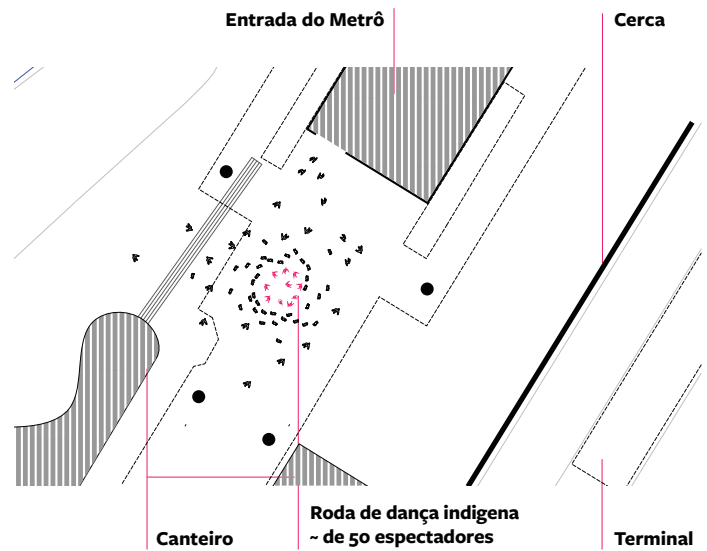 Entrada do Metrô
Cerca
Canteiro
Roda de dança indigena
~ de 50 espectadores
Terminal